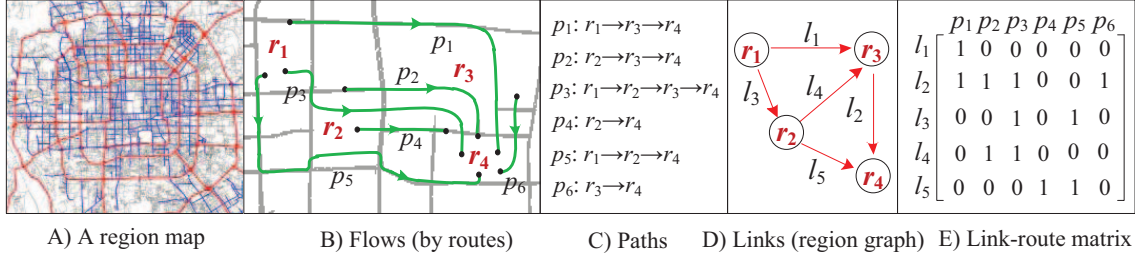 r1
p1
r3
p2
p3
r2
p4
r4
p5
p6
p1: r1→r3→r4
p2: r2→r3→r4
p3: r1→r2→r3→r4
p4: r2→r4
p5: r1→r2→r4
p6: r3→r4
r1 l1 r3
l3 l4 l2
r2
l5 r4
p1 p2 p3 p4 p5 p6
l1 1 0 0 0 0 0
l2 1 1 1 0 0 1
l3 0 0 1 0 1 0
l4 0 1 1 0 0 0
l5 0 0 0 1 1 0
A) A region map
B) Flows (by routes)
C) Paths
D) Links (region graph)
E) Link-route matrix